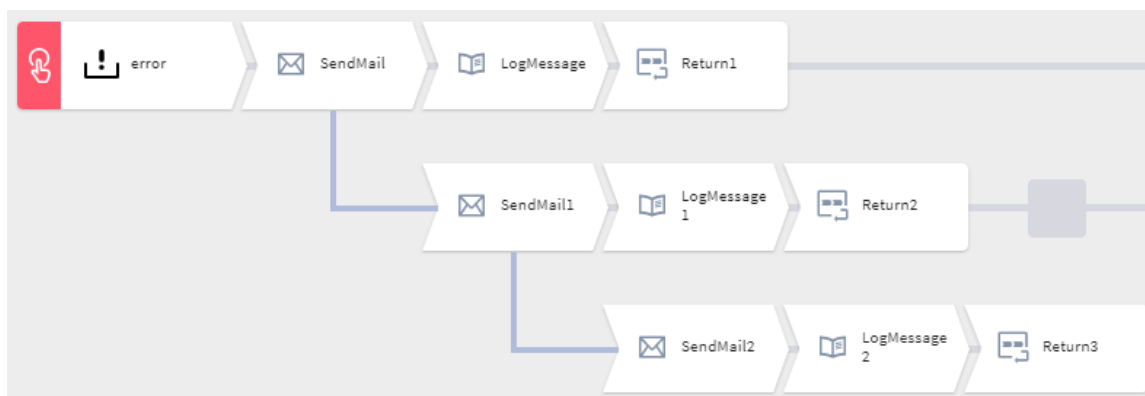 error
SendMail
LogMessage
Return1
SendMail1
LogMessage
1
Return2
SendMail2
LogMessage
2
Return3